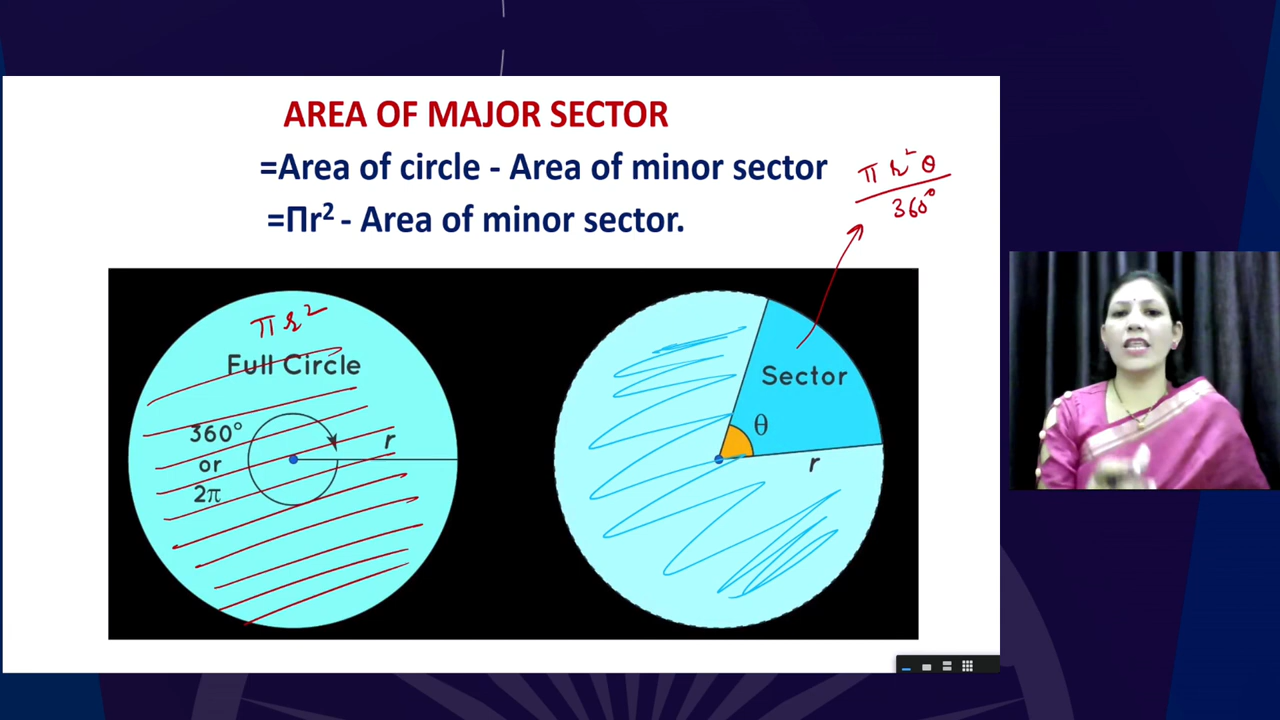 AREA OF MAJOR SECTOR
=Area of circle - Area of minor sector
=Πr² - Area of minor sector.
π r² θ
360°
π r²
Full Circle
360°
or
2π
r
Sector
θ
r